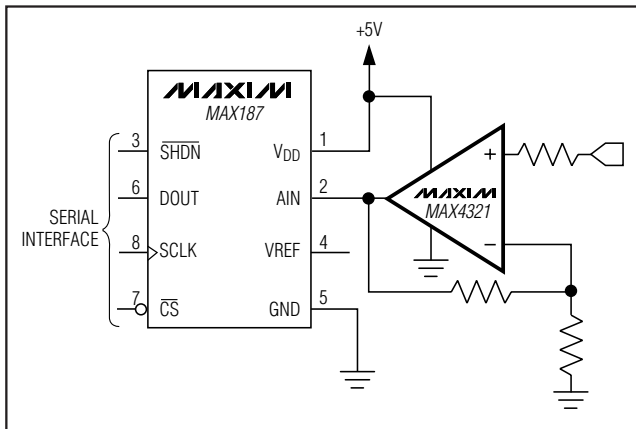 +5V
MAXIM
MAX187
3
SHDN
VDD
1
6
DOUT
AIN
2
8
SCLK
VREF
4
7
CS
GND
5
SERIAL
INTERFACE
+
MAXIM
MAX4321
−